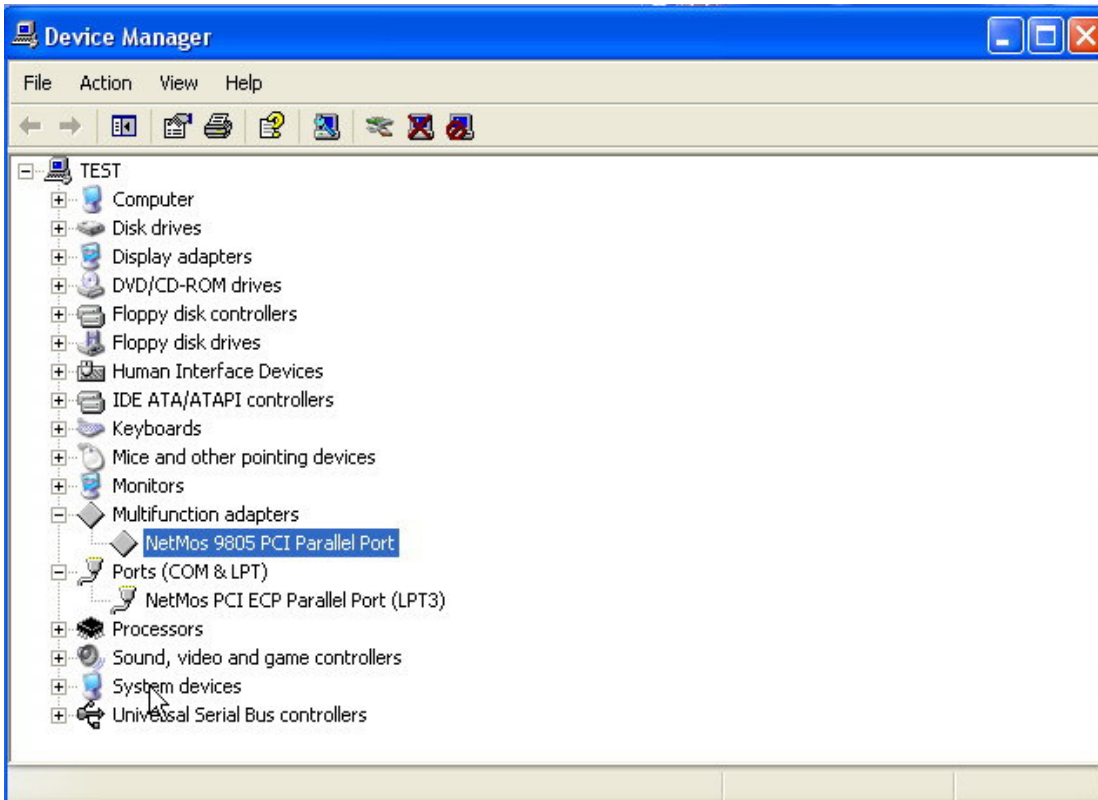 Device Manager
File Action View Help
TEST
Computer
Disk drives
Display adapters
DVD/CD-ROM drives
Floppy disk controllers
Floppy disk drives
Human Interface Devices
IDE ATA/ATAPI controllers
Keyboards
Mice and other pointing devices
Monitors
Multifunction adapters
NetMos 9805 PCI Parallel Port
Ports (COM & LPT)
NetMos PCI ECP Parallel Port (LPT3)
Processors
Sound, video and game controllers
System devices
Universal Serial Bus controllers